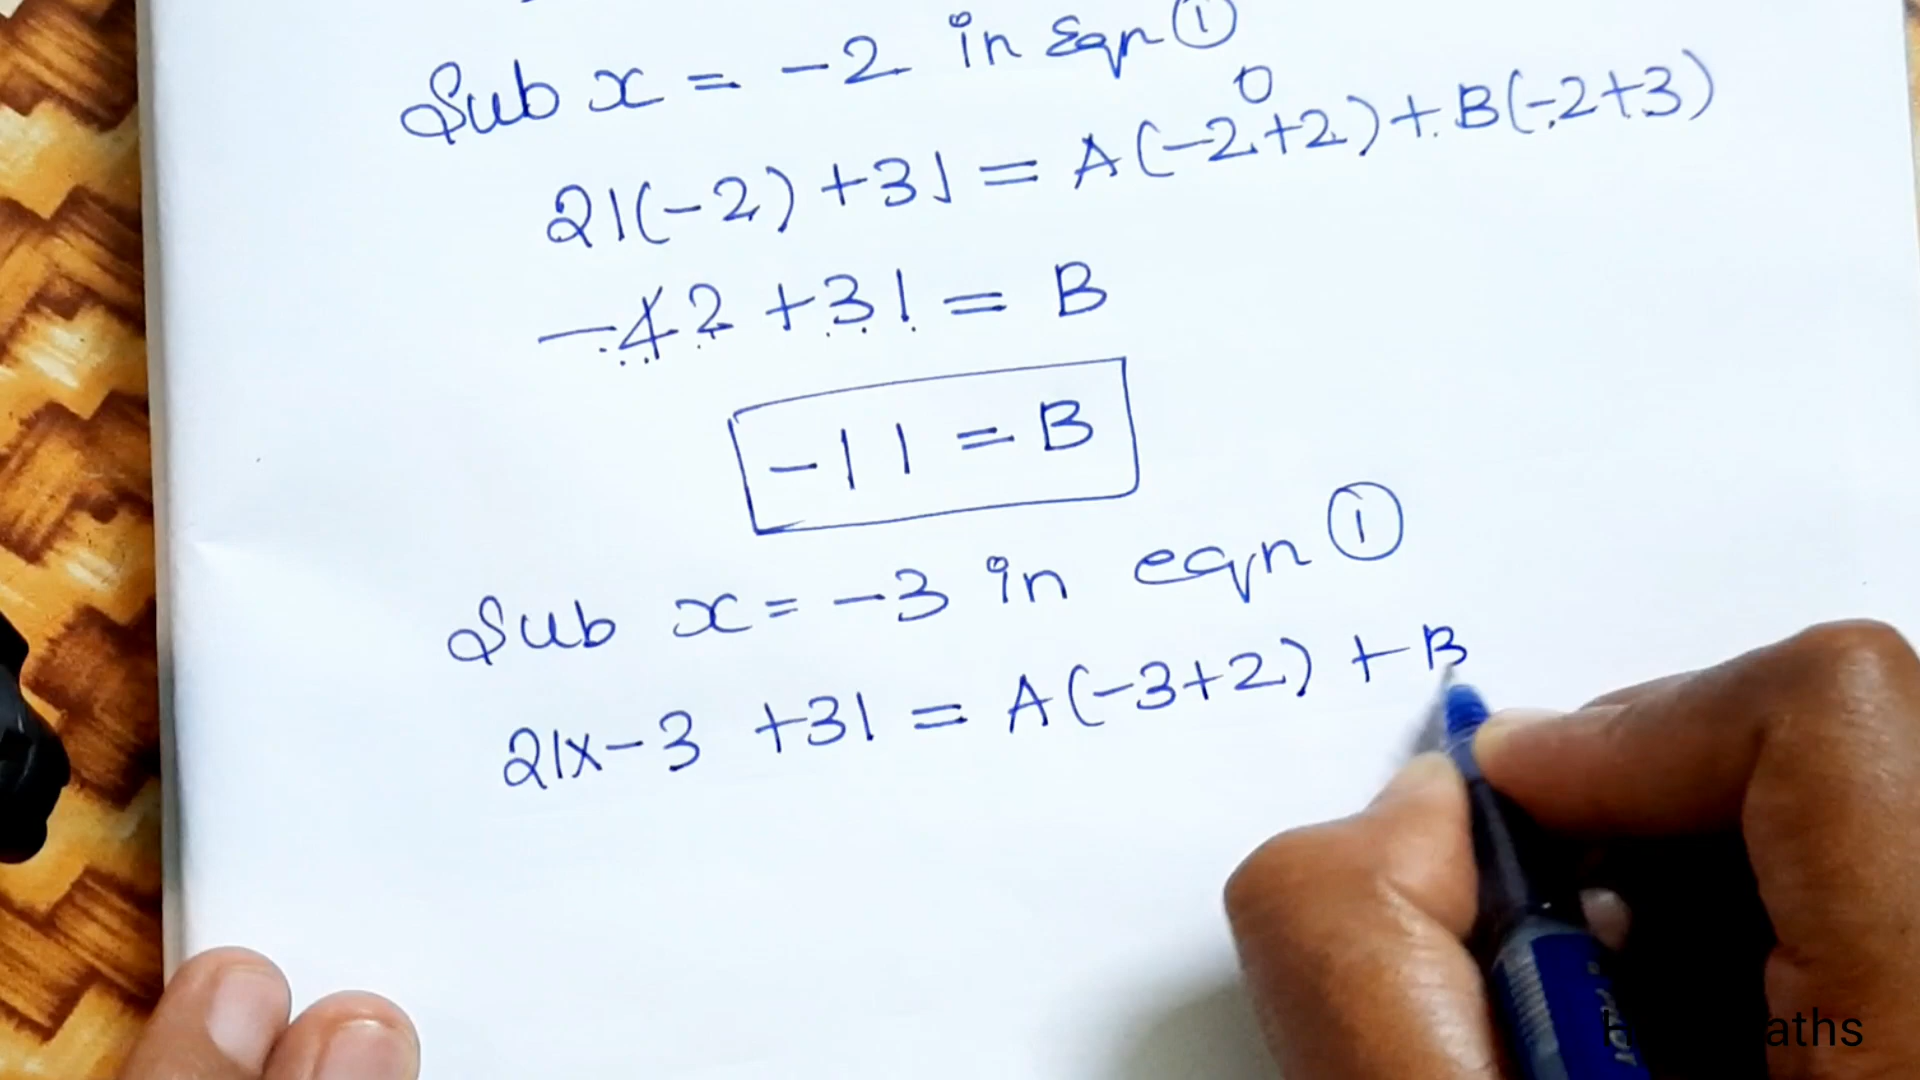 Sub x = -2 in Eqn ①
0
21(-2) +31 = A(-2+2) + B(-2+3)
-42 +31 = B
-11 = B
Sub x = -3 in eqn ①
21x-3 +31 = A(-3+2) + B